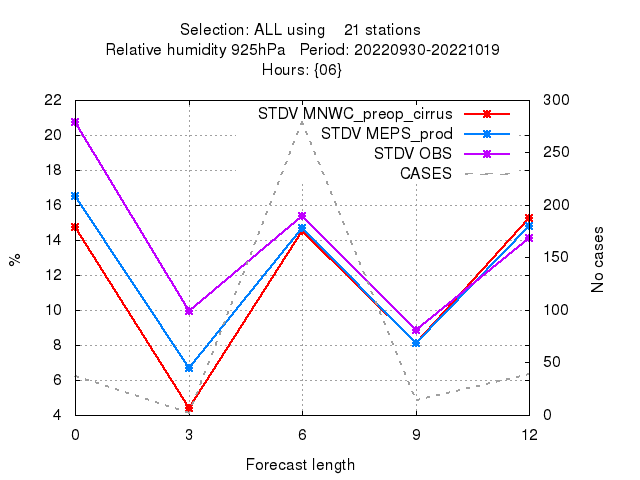 Selection: ALL using    21 stations
Relative humidity 925hPa   Period: 20220930-20221019
Hours: {06}
STDV MNWC_preop_cirrus
STDV MEPS_prod
STDV OBS
CASES
22
20
18
16
14
12
10
8
6
4
300
250
200
150
100
50
0
%
No cases
0 3 6 9 12
Forecast length